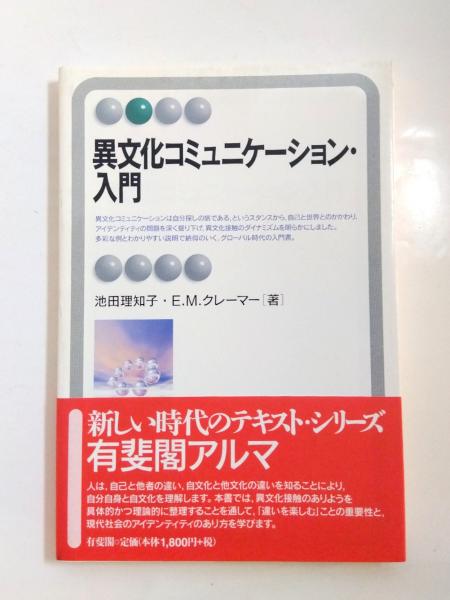 異文化コミュニケーション・
入門
異文化コミュニケーションは自分探しの旅である、というスタンスから、自己と世界とのかかわり、
アイデンティティの問題を深く掘り下げ、異文化接触のダイナミズムを明らかにしました。
多彩な例とわかりやすい説明で納得のいく、グローバル時代の入門書。
池田理知子・E.M.クレーマー[著]
新しい時代のテキスト・シリーズ
有斐閣アルマ
人は、自己と他者の違い、自文化と他文化の違いを知ることにより、
自分自身と自文化を理解します。本書では、異文化接触のありようを
具体的かつ理論的に整理することを通して、「違いを楽しむ」ことの重要性と、
現代社会のアイデンティティのあり方を学びます。
有斐閣○定価(本体1,800円+税)